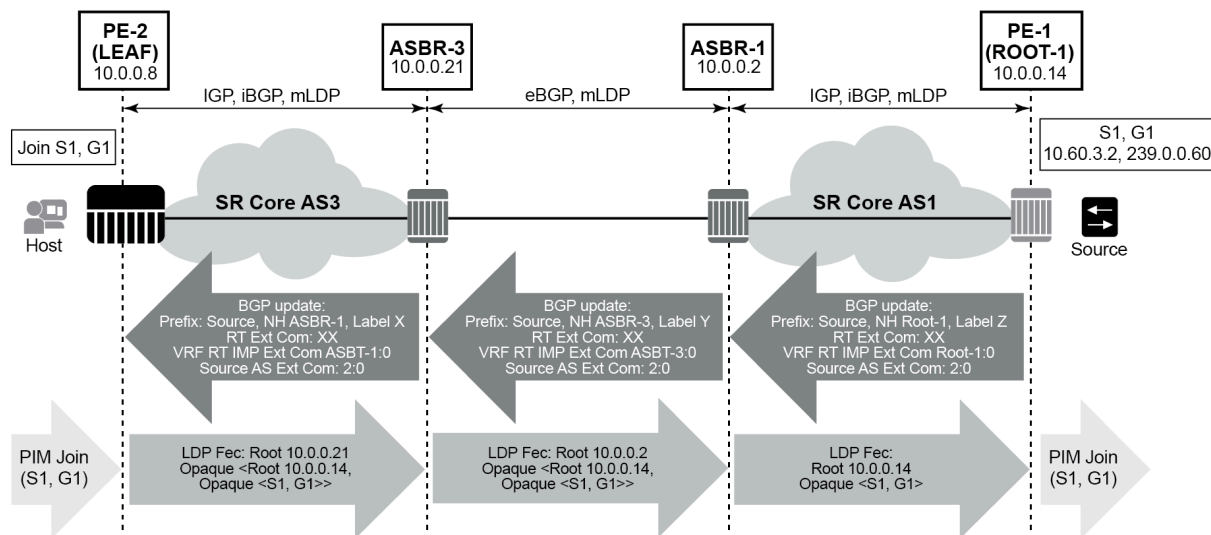 PE-2
(LEAF)
10.0.0.8
ASBR-3
10.0.0.21
ASBR-1
10.0.0.2
PE-1
(ROOT-1)
10.0.0.14
IGP, iBGP, mLDP
eBGP, mLDP
IGP, iBGP, mLDP
Join S1, G1
S1, G1
10.60.3.2, 239.0.0.60
SR Core AS3
SR Core AS1
Host
Source
BGP update:
Prefix: Source, NH ASBR-1, Label X
RT Ext Com: XX
VRF RT IMP Ext Com ASBT-1:0
Source AS Ext Com: 2:0
BGP update:
Prefix: Source, NH ASBR-3, Label Y
RT Ext Com: XX
VRF RT IMP Ext Com ASBT-3:0
Source AS Ext Com: 2:0
BGP update:
Prefix: Source, NH Root-1, Label Z
RT Ext Com: XX
VRF RT IMP Ext Com Root-1:0
Source AS Ext Com: 2:0
PIM Join
(S1, G1)
LDP Fec: Root 10.0.0.21
Opaque <Root 10.0.0.14,
Opaque <S1, G1>>
LDP Fec: Root 10.0.0.2
Opaque <Root 10.0.0.14,
Opaque <S1, G1>>
LDP Fec:
Root 10.0.0.14
Opaque <S1, G1>
PIM Join
(S1, G1)